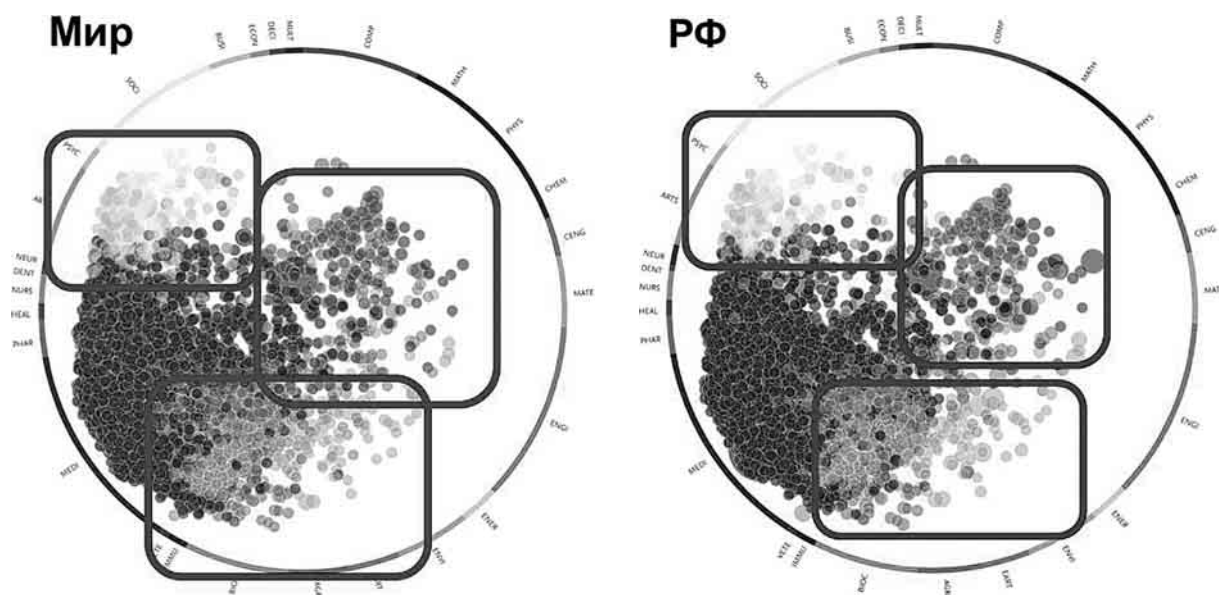 Мир
MULT
DECI
ECON
BUSI
SOCI
PSYC
NEUR
DENT
NURS
HEAL
PHAR
MEDI
ENVI
ENER
ENGI
MATE
CENG
CHEM
PHYS
MATH
COMP
РФ
MULT
DECI
ECON
BUSI
SOCI
PSYC
ARTS
NEUR
DENT
NURS
HEAL
PHAR
MEDI
VETE
IMMU
BIOC
EART
ENVI
ENER
ENGI
CENG
CHEM
PHYS
MATH
COMP